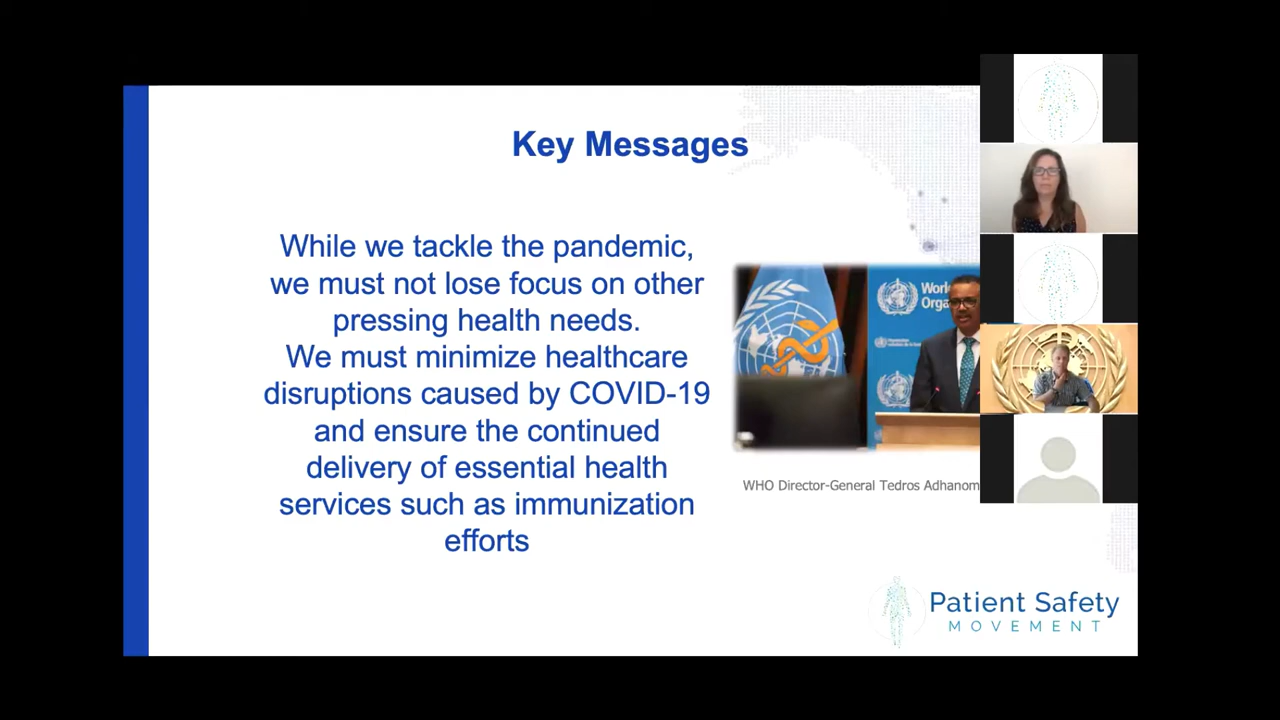 Key Messages
While we tackle the pandemic,
we must not lose focus on other
pressing health needs.
We must minimize healthcare
disruptions caused by COVID-19
and ensure the continued
delivery of essential health
services such as immunization
efforts
WHO Director-General Tedros Adhanom
Patient Safety
MOVEMENT